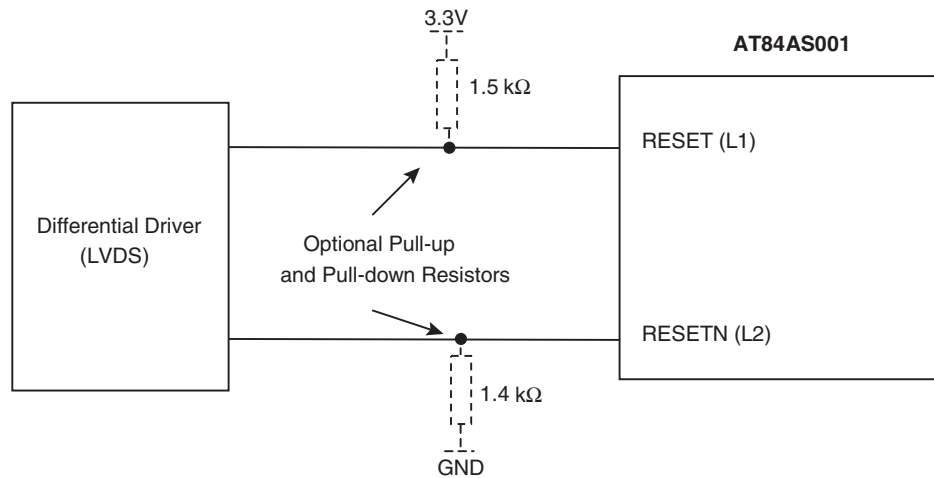 3.3V
AT84AS001
1.5 kΩ
RESET (L1)
Differential Driver
(LVDS)
Optional Pull-up
and Pull-down Resistors
RESETN (L2)
1.4 kΩ
GND